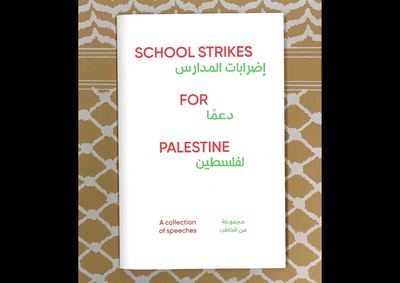 SCHOOL STRIKES
إضرابات المدارس
FOR
دعمًا
PALESTINE
لفلسطين
A collection
of speeches
مجموعة
من الخطب